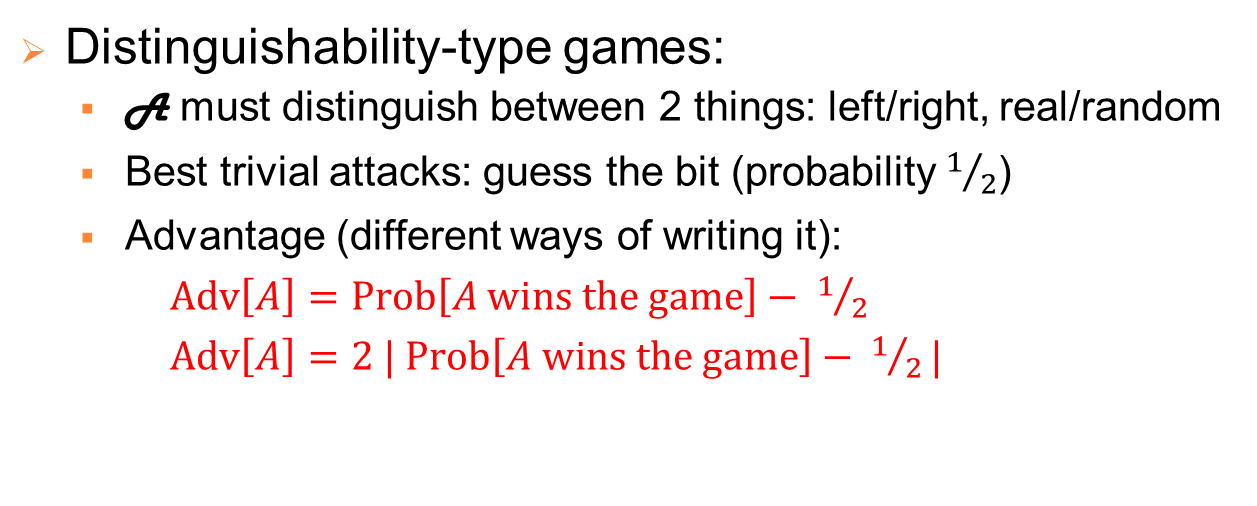 ➢ Distinguishability-type games:
▪ 𝓐 must distinguish between 2 things: left/right, real/random
▪ Best trivial attacks: guess the bit (probability 1/2)
▪ Advantage (different ways of writing it):
Adv[A] = Prob[A wins the game] − 1/2
Adv[A] = 2 | Prob[A wins the game] − 1/2 |